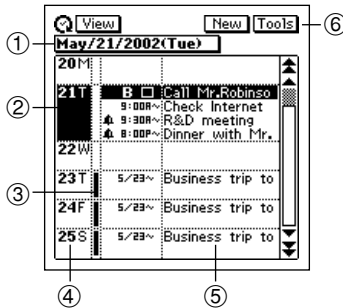 View New Tools ⑥
① May/21/2002(Tue)
20M
② 21T B Call Mr.Robinso
9:00A~Check Internet
9:30A~R&D meeting
8:00P~Dinner with Mr.
22W
③ 23T 5/23~ Business trip to
24F 5/23~ Business trip to
25S 5/23~ Business trip to
④ ⑤